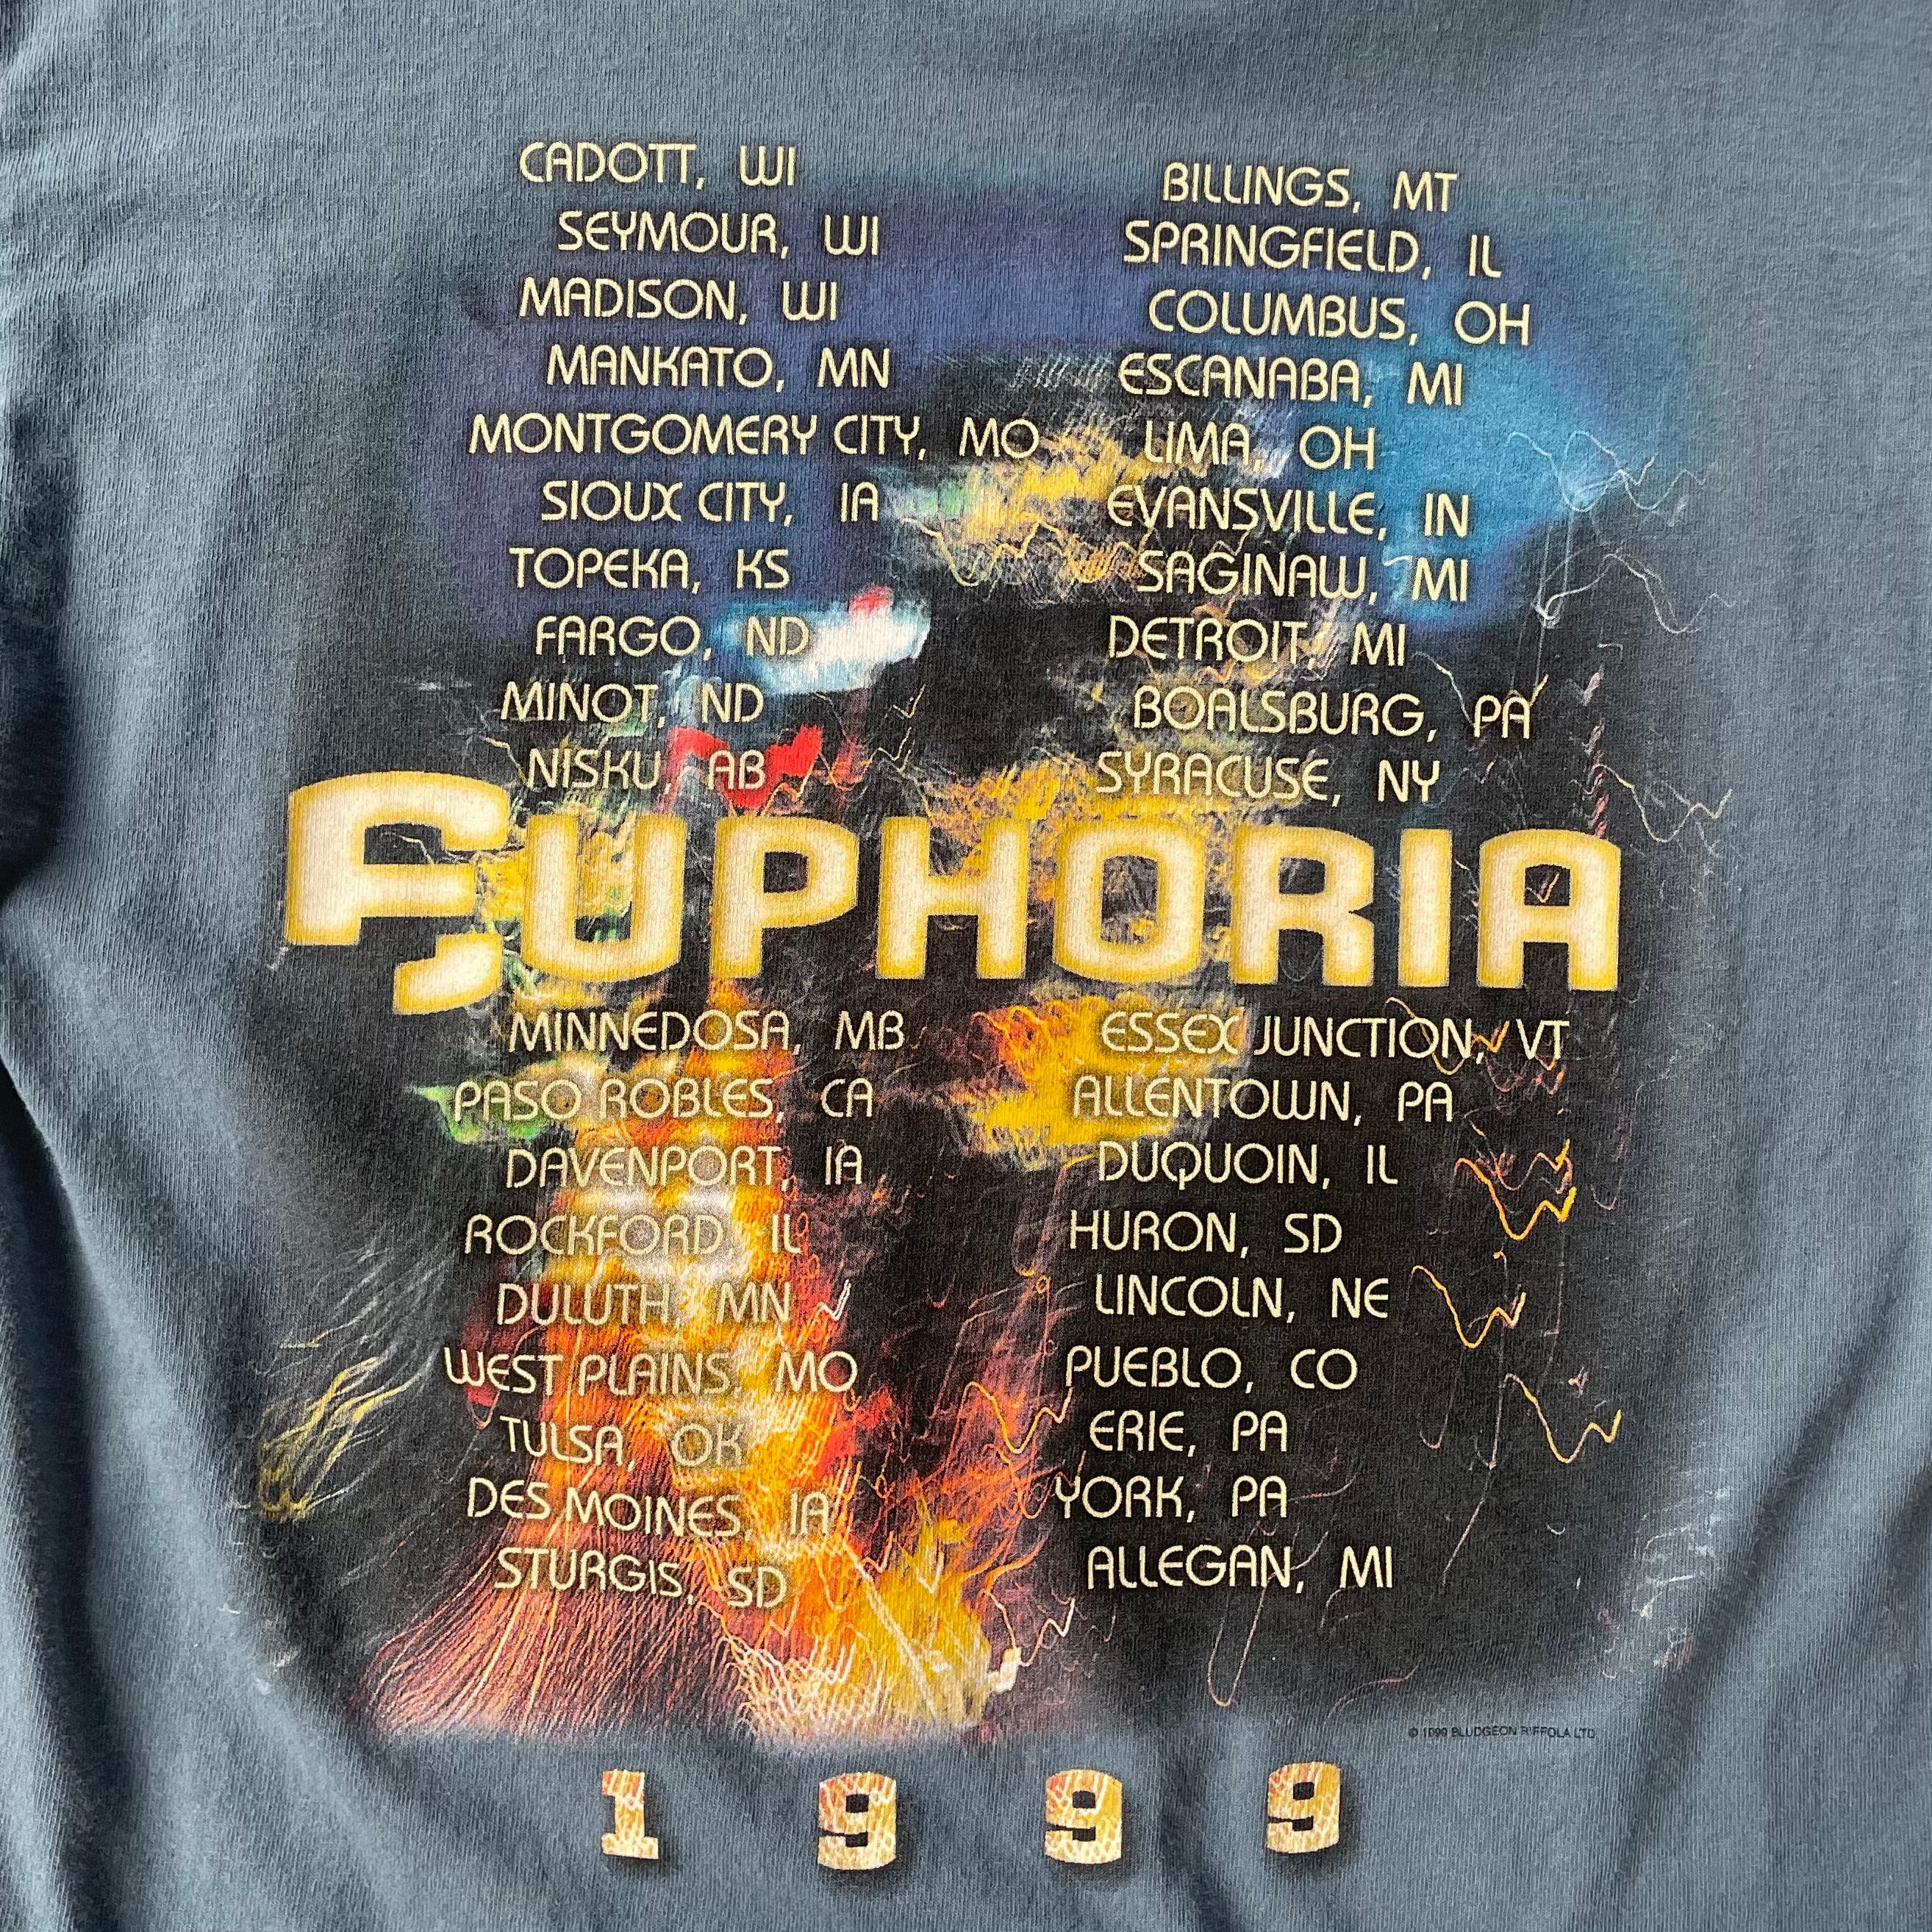 CADOTT, WI
SEYMOUR, WI
MADISON, WI
MANKATO, MN
MONTGOMERY CITY, MO
SIOUX CITY, IA
TOPEKA, KS
FARGO, ND
MINOT, ND
NISKU, AB
BILLINGS, MT
SPRINGFIELD, IL
COLUMBUS, OH
ESCANABA, MI
LIMA, OH
EVANSVILLE, IN
SAGINAW, MI
DETROIT, MI
BOALSBURG, PA
SYRACUSE, NY
EUPHORIA
MINNEDOSA, MB
PASO ROBLES, CA
DAVENPORT, IA
ROCKFORD, IL
DULUTH, MN
WEST PLAINS, MO
TULSA, OK
DES MOINES, IA
STURGIS, SD
ESSEX JUNCTION, VT
ALLENTOWN, PA
DUQUOIN, IL
HURON, SD
LINCOLN, NE
PUEBLO, CO
ERIE, PA
YORK, PA
ALLEGAN, MI
© 1999 BLUDGEON RIFFOLA LTD
1999